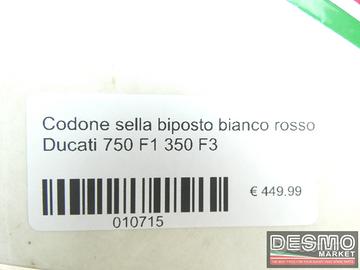 Codone sella biposto bianco rosso
Ducati 750 F1 350 F3
€ 449.99
010715
DESMO
MARKET